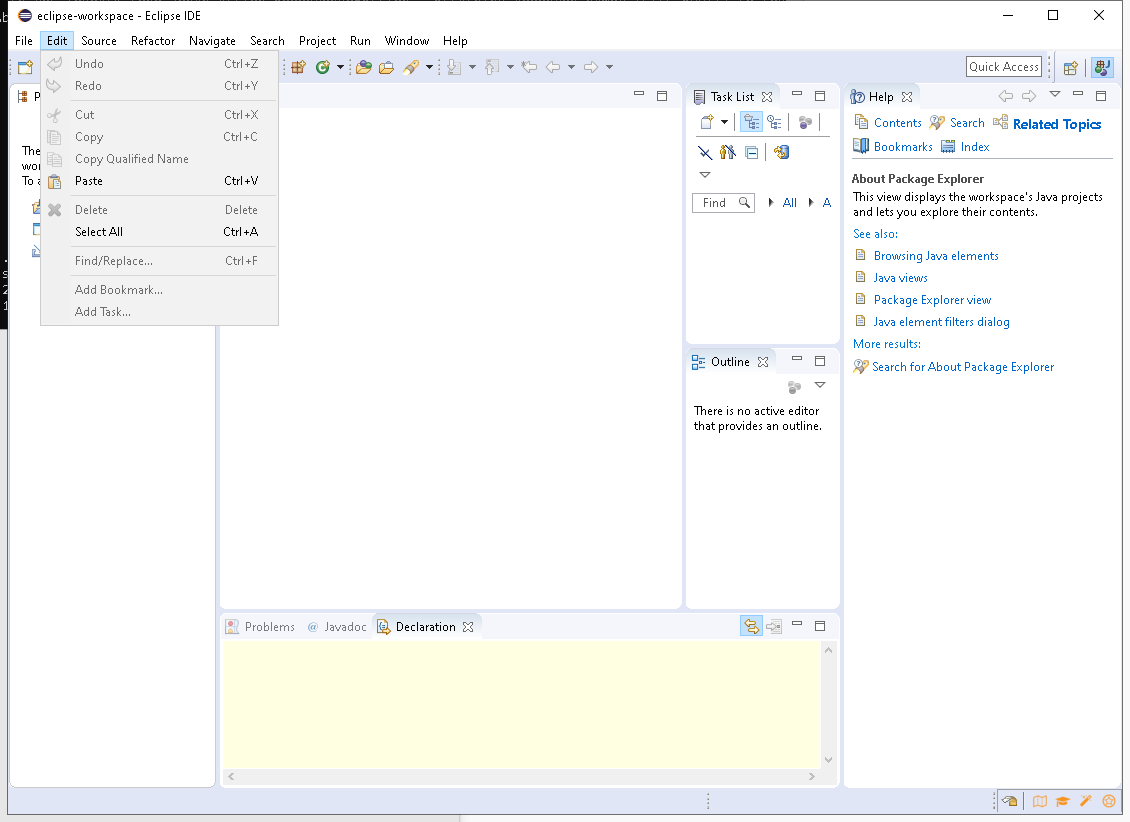 eclipse-workspace - Eclipse IDE
File Edit Source Refactor Navigate Search Project Run Window Help
Undo Ctrl+Z
Redo Ctrl+Y
Cut Ctrl+X
Copy Ctrl+C
Copy Qualified Name
Paste Ctrl+V
Delete Delete
Select All Ctrl+A
Find/Replace... Ctrl+F
Add Bookmark...
Add Task...
Quick Access
Task List
Find All A
Outline
There is no active editor
that provides an outline.
Help
Contents Search Related Topics
Bookmarks Index
About Package Explorer
This view displays the workspace's Java projects
and lets you explore their contents.
See also:
Browsing Java elements
Java views
Package Explorer view
Java element filters dialog
More results:
Search for About Package Explorer
Problems @ Javadoc Declaration